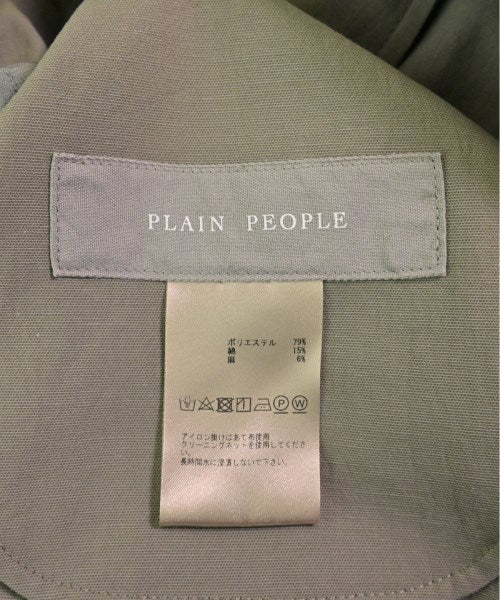 PLAIN PEOPLE
ポリエステル 79%
綿 15%
麻 6%
P W
アイロン掛けはあて布使用
クリーニングネットを使用してくださ
い。
長時間水に浸漬しないで下さい。